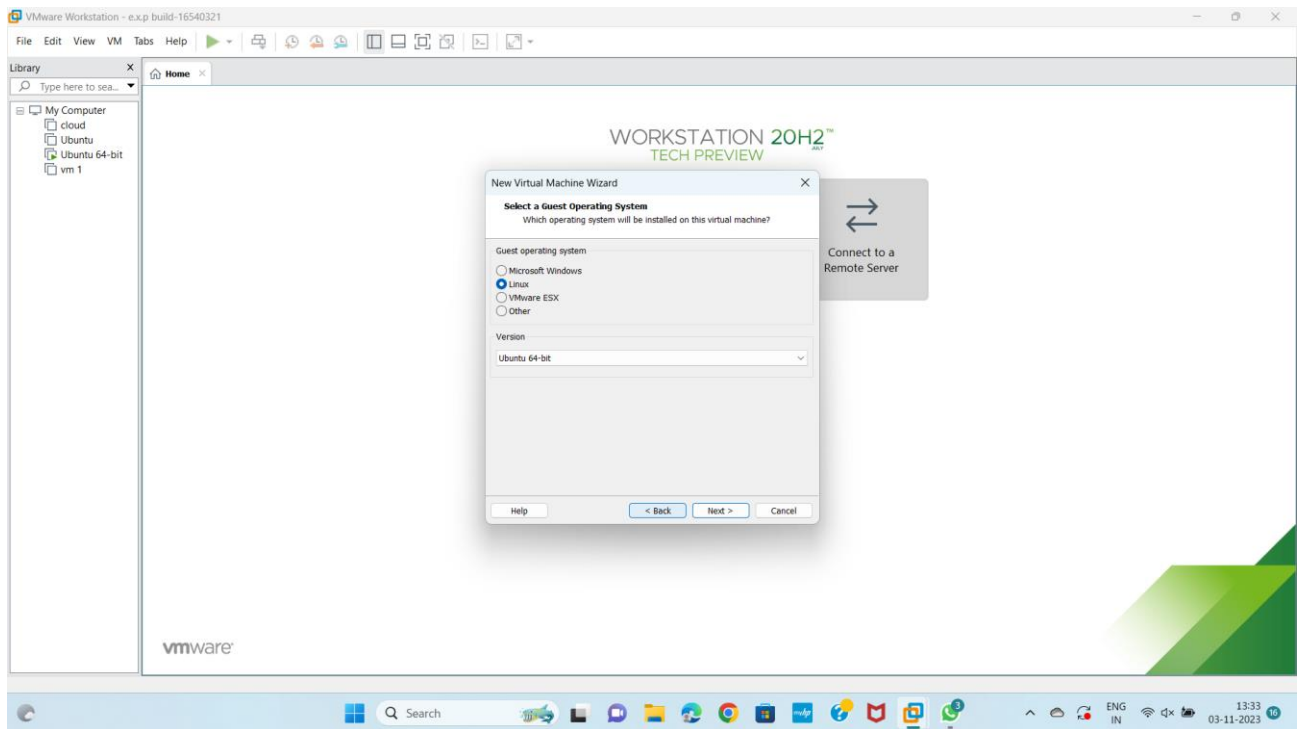 VMware Workstation - e.x.p build-16540321
File Edit View VM Tabs Help
Library X
Home
Type here to sea...
My Computer
cloud
Ubuntu
Ubuntu 64-bit
vm 1
WORKSTATION 20H2™
JULY
TECH PREVIEW
New Virtual Machine Wizard
Select a Guest Operating System
Which operating system will be installed on this virtual machine?
Guest operating system
Microsoft Windows
Linux
VMware ESX
Other
Version
Ubuntu 64-bit
Help < Back Next > Cancel
Connect to a
Remote Server
vmware
Search
myhp
3
ENG
IN
13:33
03-11-2023
16